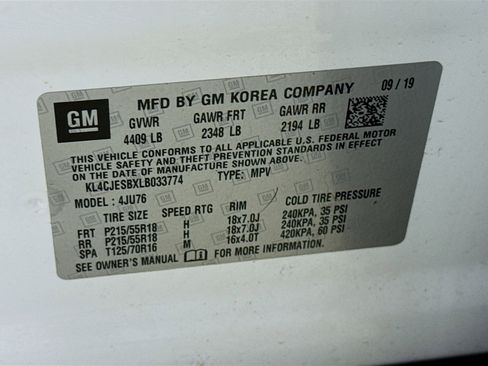 GM
MFD BY GM KOREA COMPANY 09 / 19
GVWR GAWR FRT GAWR RR
4409 LB 2348 LB 2194 LB
THIS VEHICLE CONFORMS TO ALL APPLICABLE U.S. FEDERAL MOTOR
VEHICLE SAFETY, BUMPER, AND THEFT PREVENTION STANDARDS IN EFFECT
ON THE DATE OF MANUFACTURE SHOWN ABOVE.
KL4CJESBXLB033774 TYPE: MPV
MODEL: 4JU76
TIRE SIZE SPEED RTG RIM COLD TIRE PRESSURE
FRT P215/55R18 H 18x7.0J 240KPA, 35 PSI
RR P215/55R18 H 18x7.0J 240KPA, 35 PSI
SPA T125/70R16 M 16x4.0T 420KPA, 60 PSI
SEE OWNER'S MANUAL FOR MORE INFORMATION.